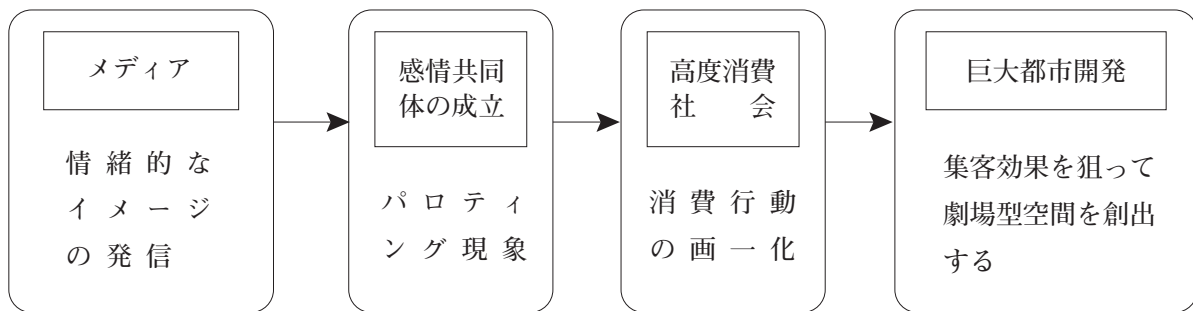 メディア
情緒的な
イメージ
の発信
感情共同
体の成立
パロティ
ング現象
高度消費
社会
消費行動
の画一化
巨大都市開発
集客効果を狙って
劇場型空間を創出
する